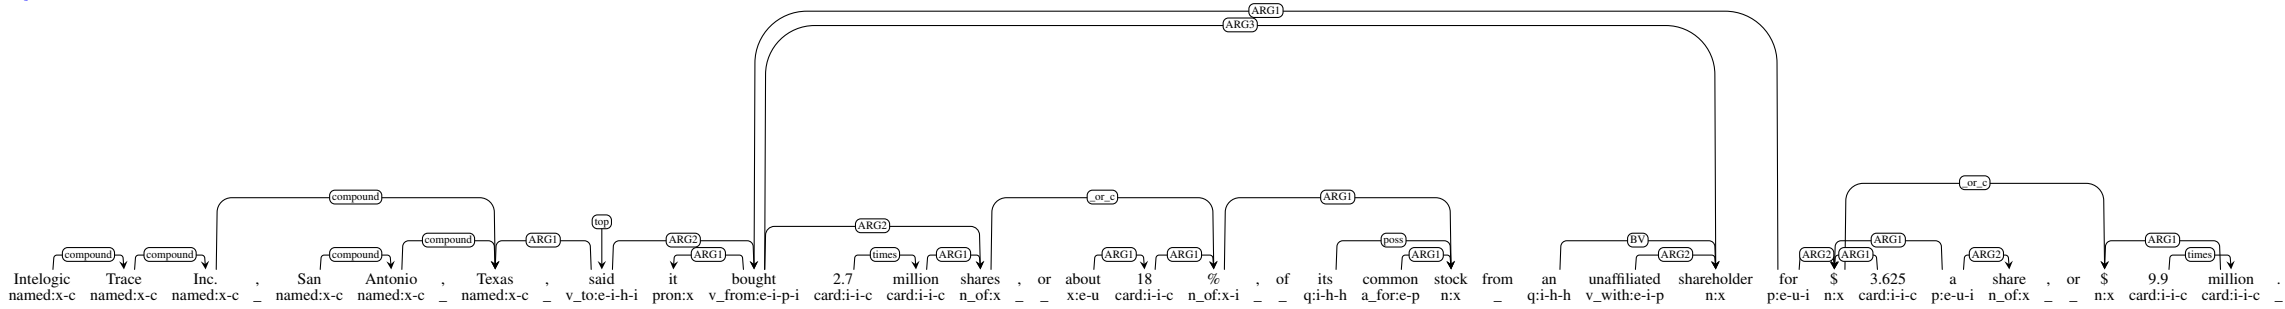 ARG1
ARG3
_or_c
compound _or_c ARG1
top
ARG2
compound ARG1 ARG2 poss BV ARG1 ARG1
compound compound compound ARG1 times ARG1 ARG1 ARG1 ARG1 ARG2 ARG2 ARG1 ARG2 times
Intelogic Trace Inc. , San Antonio , Texas , said it bought 2.7 million shares , or about 18 % , of its common stock from an unaffiliated shareholder for $ 3.625 a share , or $ 9.9 million .
named:x-c named:x-c named:x-c _ named:x-c named:x-c _ named:x-c _ v_to:e-i-h-i pron:x v_from:e-i-p-i card:i-i-c card:i-i-c n_of:x _ _ x:e-u card:i-i-c n_of:x-i _ _ q:i-h-h a_for:e-p n:x _ q:i-h-h v_with:e-i-p n:x p:e-u-i n:x card:i-i-c p:e-u-i n_of:x _ _ n:x card:i-i-c card:i-i-c _